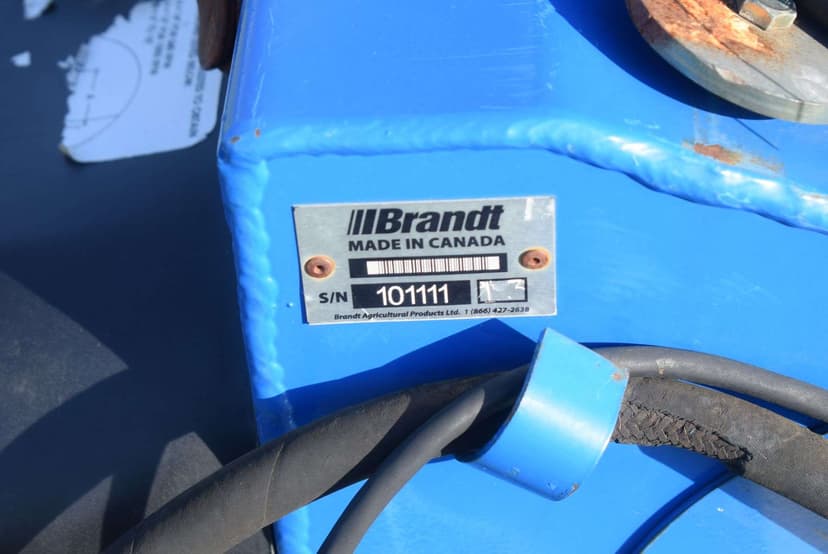 Brandt
MADE IN CANADA
S/N 101111
Brandt Agricultural Products Ltd. 1 (866) 427-2638